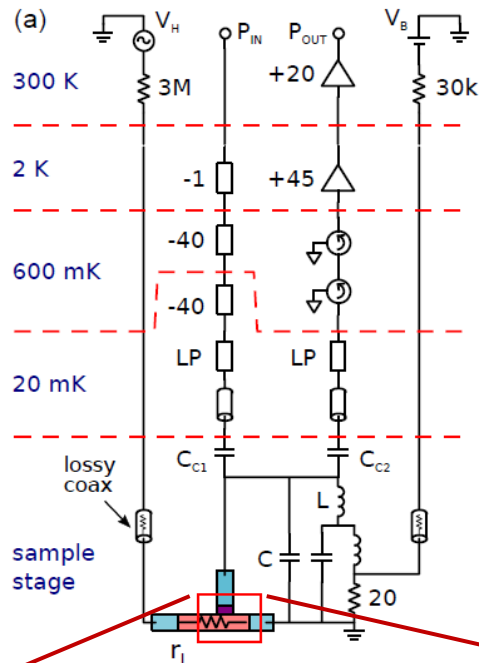 (a)
V_H
P_IN
P_OUT
V_B
300 K
3M
+20
30k
2 K
-1
+45
-40
600 mK
-40
LP
LP
20 mK
C_C1
C_C2
lossy
coax
L
sample
stage
C
20
r_l